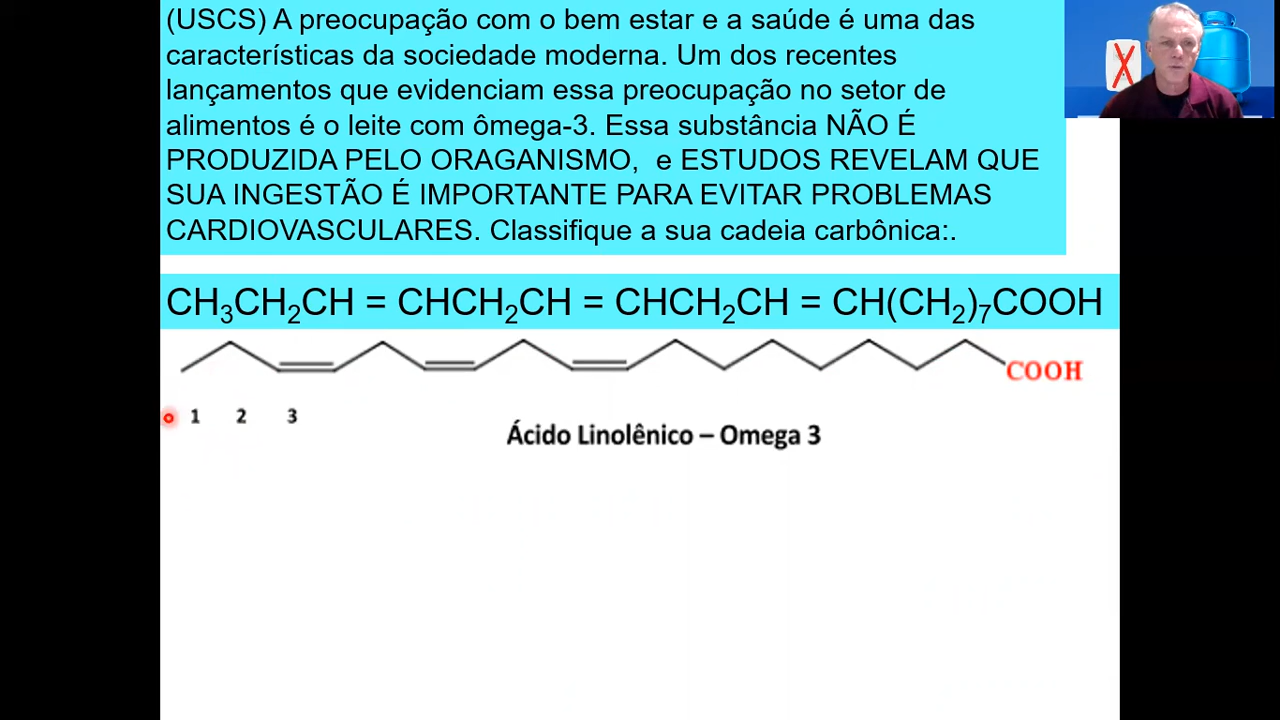 (USCS) A preocupação com o bem estar e a saúde é uma das
características da sociedade moderna. Um dos recentes
lançamentos que evidenciam essa preocupação no setor de
alimentos é o leite com ômega-3. Essa substância NÃO É
PRODUZIDA PELO ORAGANISMO,  e ESTUDOS REVELAM QUE
SUA INGESTÃO É IMPORTANTE PARA EVITAR PROBLEMAS
CARDIOVASCULARES. Classifique a sua cadeia carbônica:.
CH₃CH₂CH = CHCH₂CH = CHCH₂CH = CH(CH₂)₇COOH
COOH
1 2 3
Ácido Linolênico – Omega 3